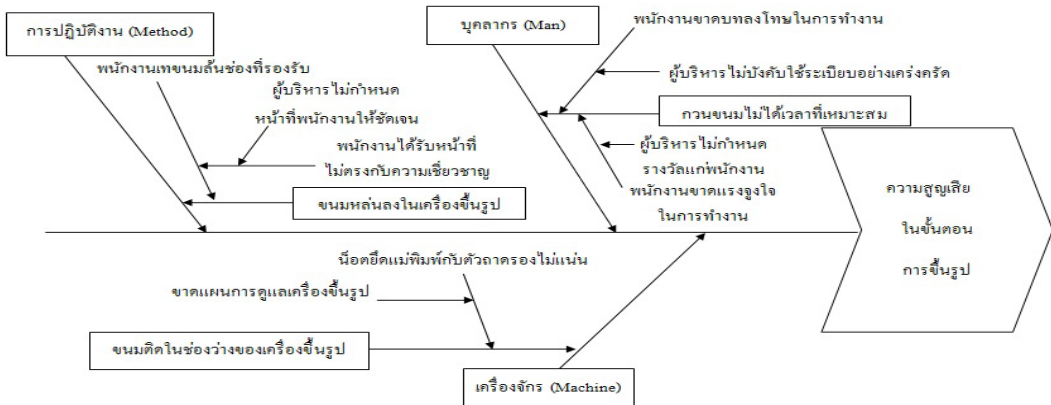 การปฏิบัติงาน (Method)
พนักงานเทขนมล้นช่องที่รองรับ
ผู้บริหารไม่กำหนด
หน้าที่พนักงานให้ชัดเจน
พนักงานได้รับหน้าที่
ไม่ตรงกับความเชี่ยวชาญ
ขนมหล่นลงในเครื่องขึ้นรูป
บุคลากร (Man)
พนักงานขาดบทลงโทษในการทำงาน
ผู้บริหารไม่บังคับใช้ระเบียบอย่างเคร่งครัด
กวนขนมไม่ได้เวลาที่เหมาะสม
ผู้บริหารไม่กำหนด
รางวัลแก่พนักงาน
พนักงานขาดแรงจูงใจ
ในการทำงาน
ความสูญเสีย
ในขั้นตอน
การขึ้นรูป
น็อตยึดแม่พิมพ์กับตัวถาดรองไม่แน่น
ขาดแผนการดูแลเครื่องขึ้นรูป
ขนมติดในช่องว่างของเครื่องขึ้นรูป
เครื่องจักร (Machine)